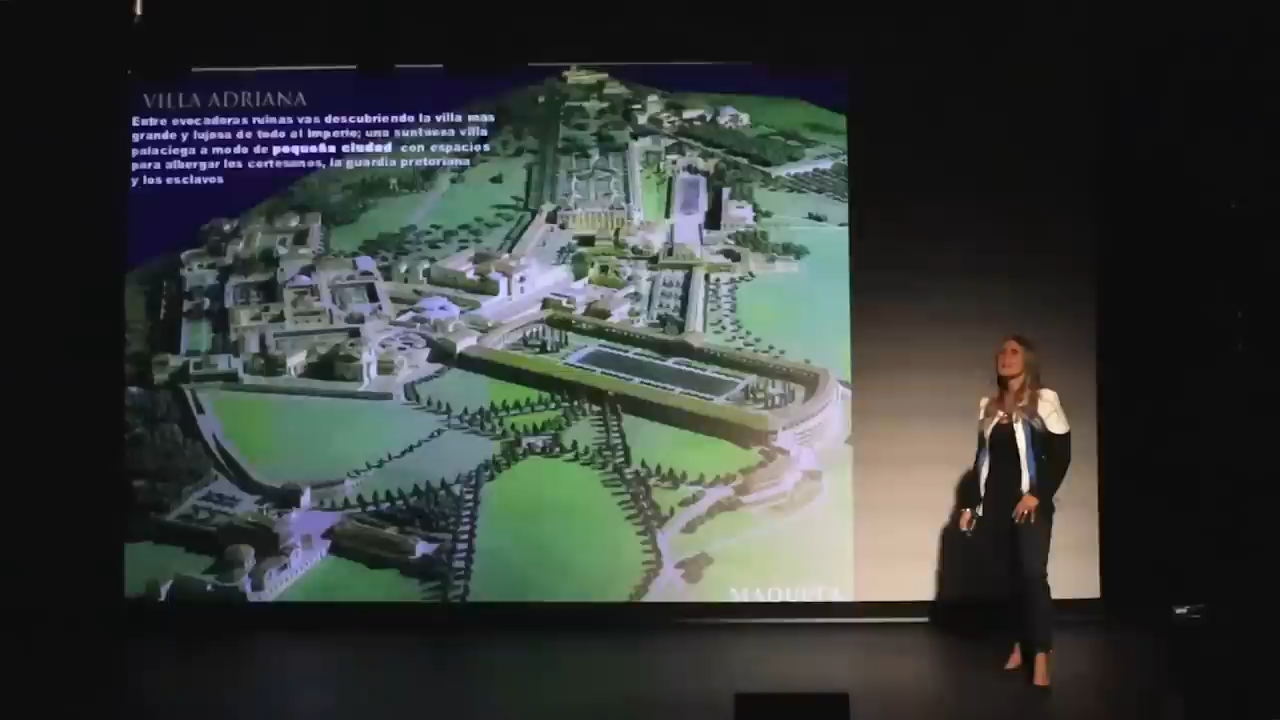 VILLA ADRIANA
Entre evocadoras ruinas vas descubriendo la villa mas
grande y lujosa de todo el Imperio; una suntuosa villa
palaciega a modo de pequeña ciudad con espacios
para albergar los cortesanos, la guardia pretoriana
y los esclavos
MAQUETA